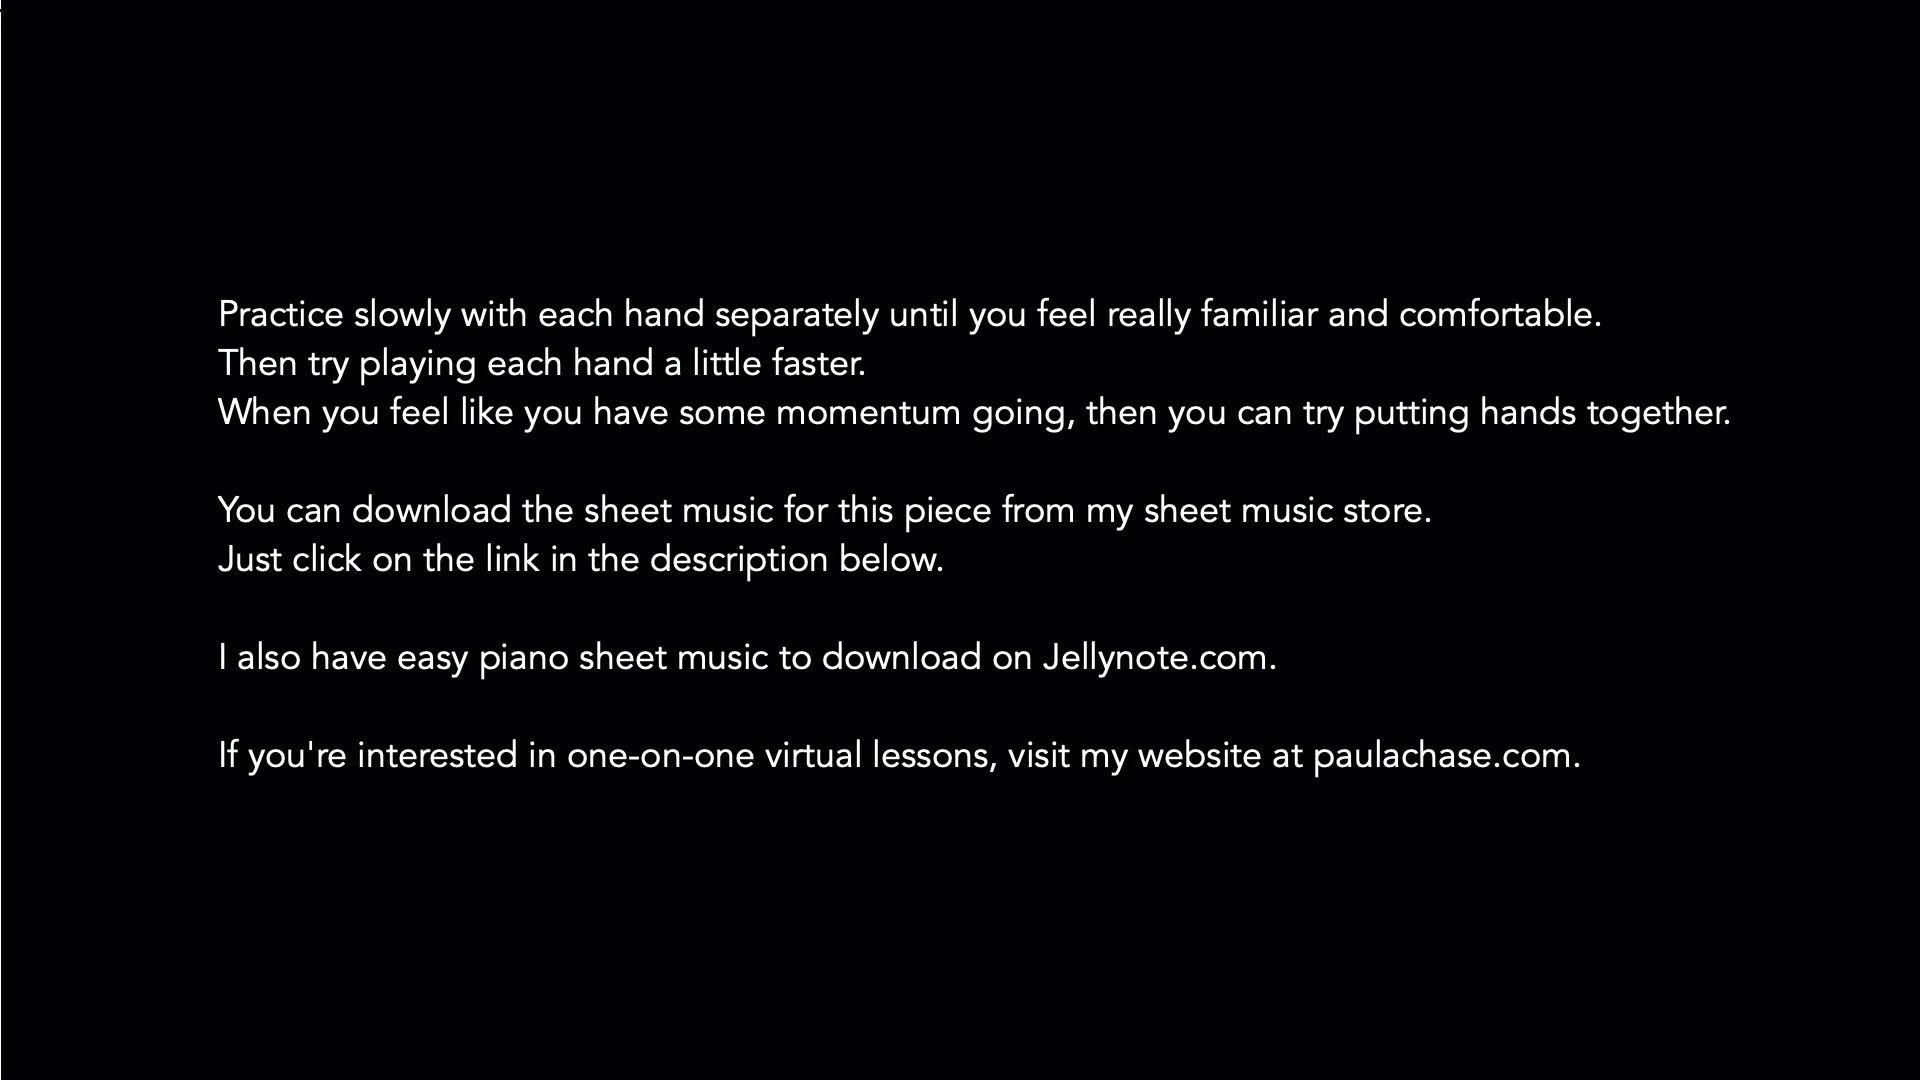 Practice slowly with each hand separately until you feel really familiar and comfortable.
Then try playing each hand a little faster.
When you feel like you have some momentum going, then you can try putting hands together.
You can download the sheet music for this piece from my sheet music store.
Just click on the link in the description below.
I also have easy piano sheet music to download on Jellynote.com.
If you're interested in one-on-one virtual lessons, visit my website at paulachase.com.